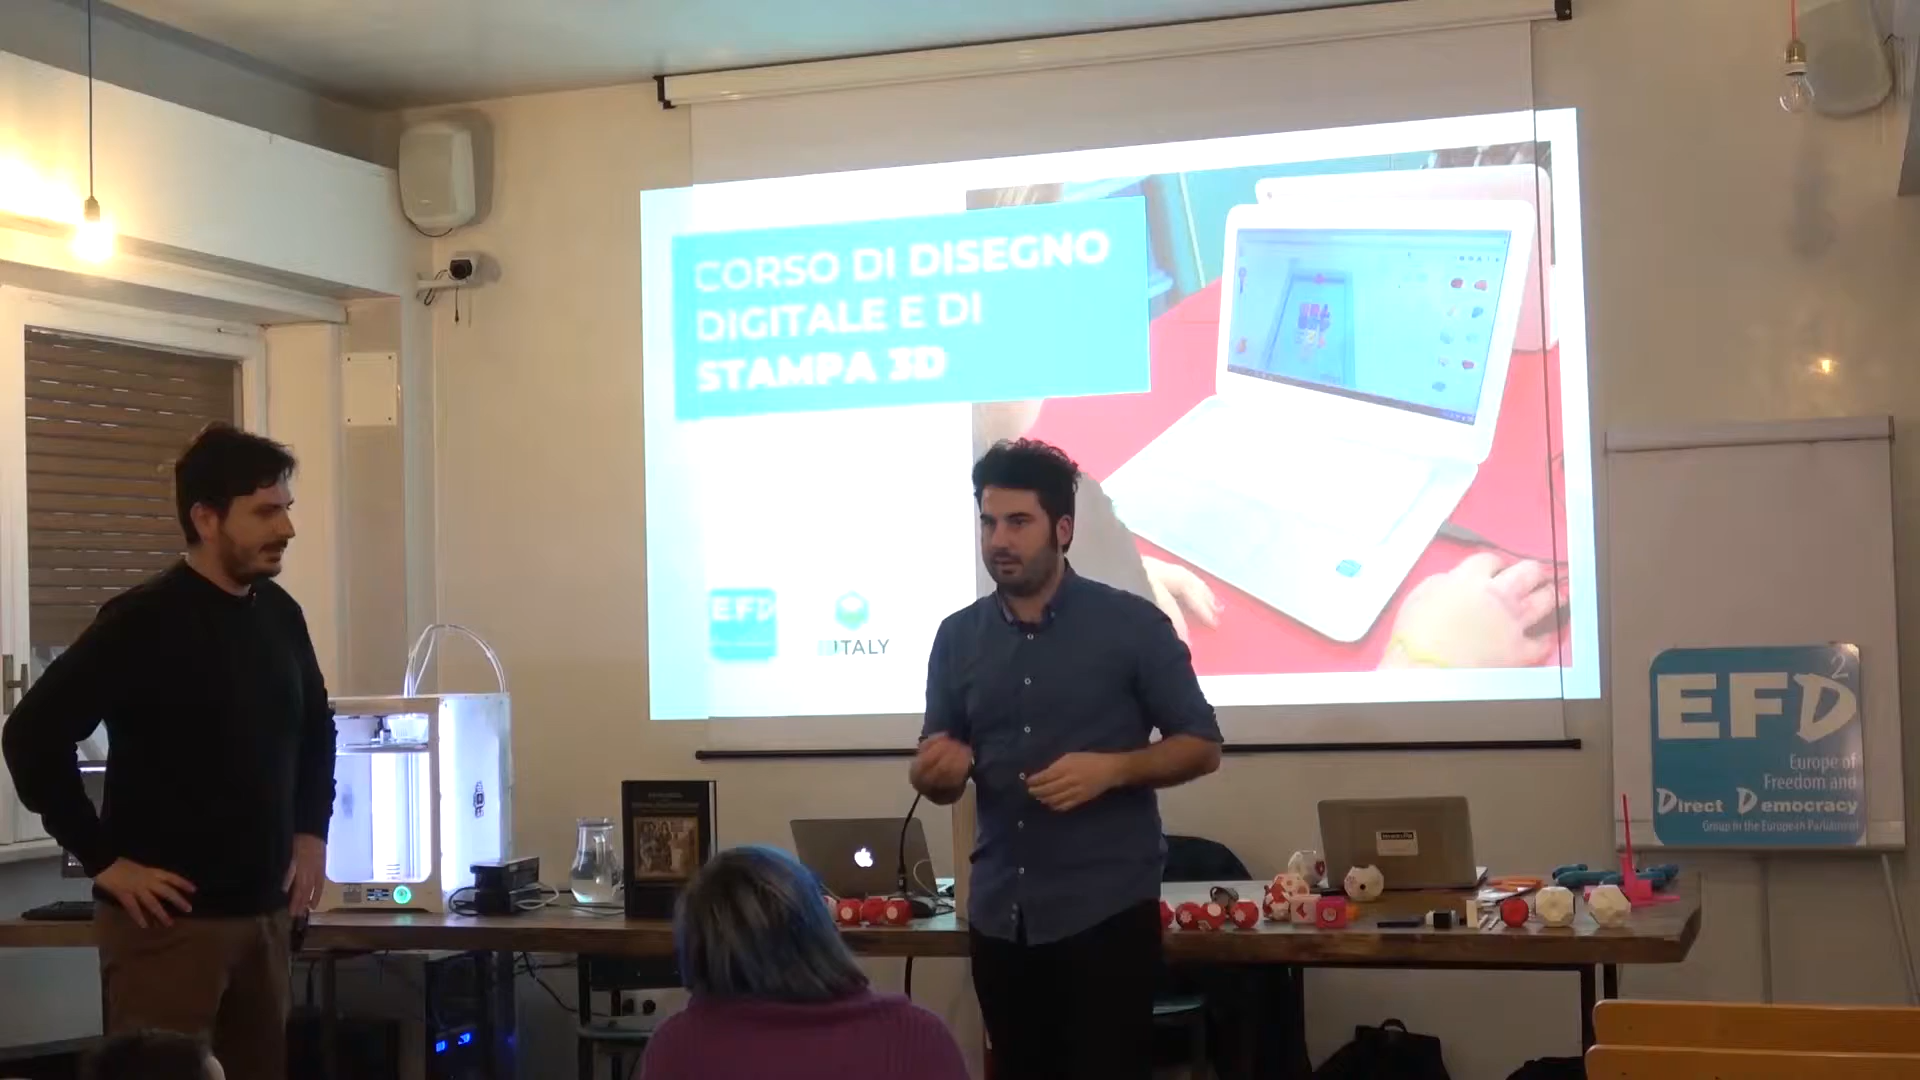 CORSO DI DISEGNO
DIGITALE E DI
STAMPA 3D
EFD
ITALY
EFD2
Europe of
Freedom and
Direct Democracy
Group in the European Parliament